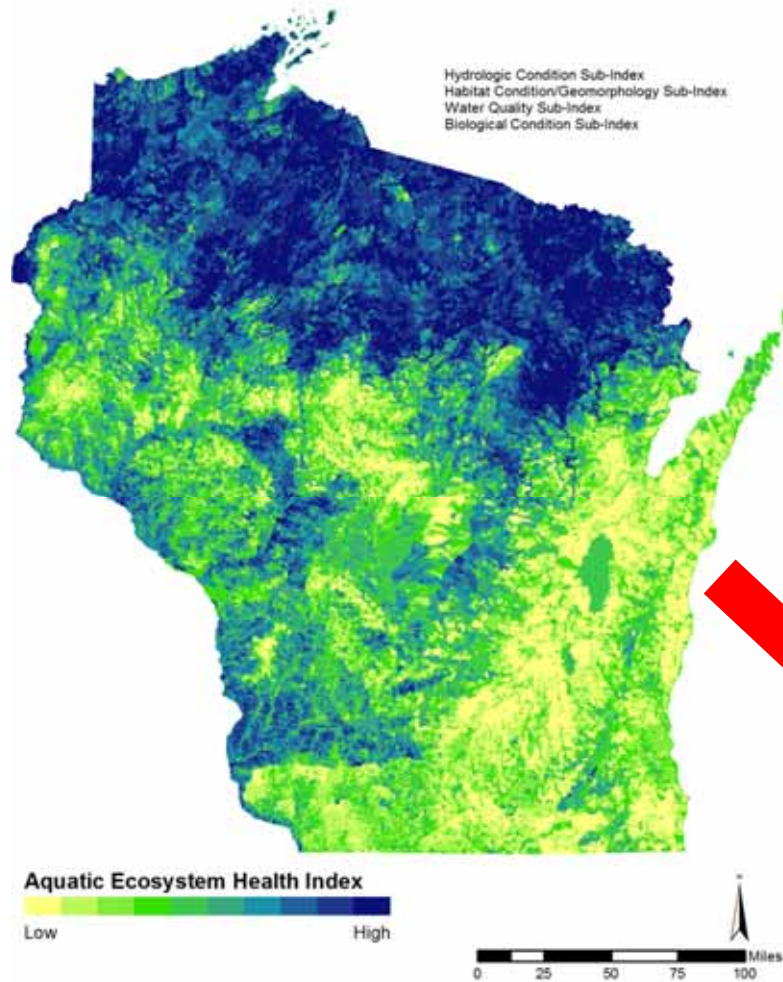 Hydrologic Condition Sub-Index
Habitat Condition/Geomorphology Sub-Index
Water Quality Sub-Index
Biological Condition Sub-Index
Aquatic Ecosystem Health Index
Low High
Miles
0 25 50 75 100